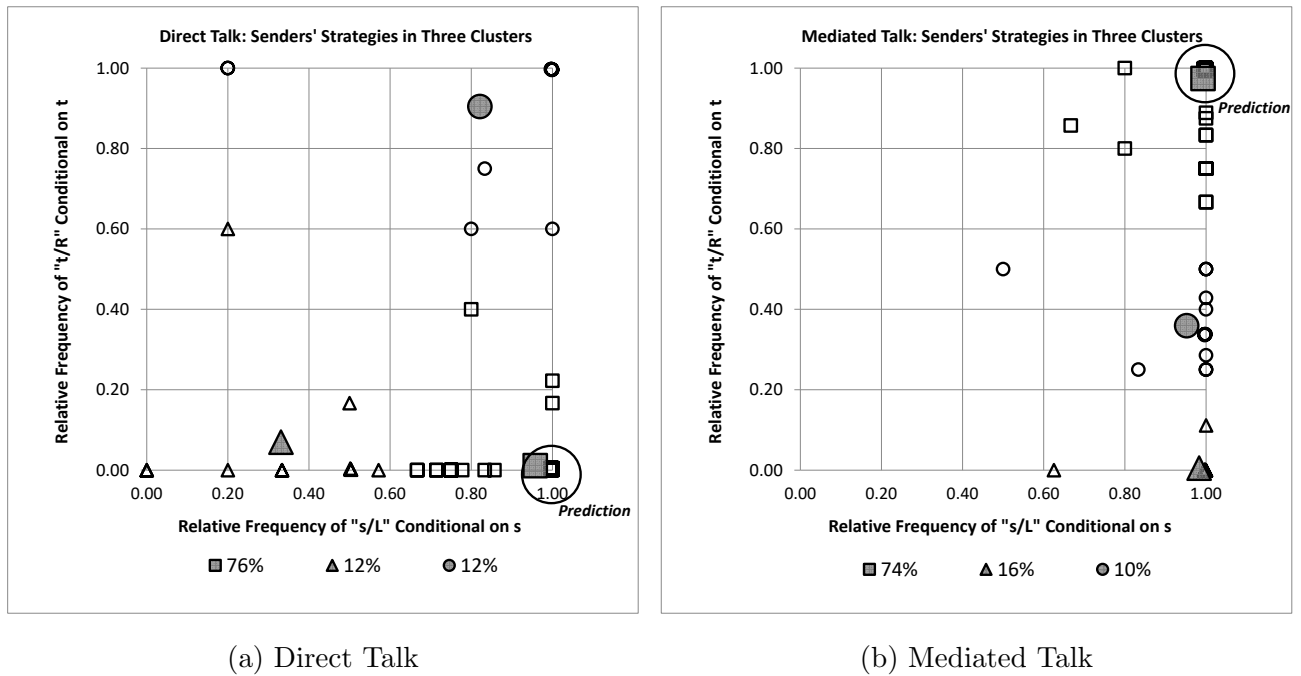 Direct Talk: Senders' Strategies in Three Clusters
Relative Frequency of "t/R" Conditional on t
1.00
0.80
0.60
0.40
0.20
0.00
0.00 0.20 0.40 0.60 0.80 1.00
Prediction
Relative Frequency of "s/L" Conditional on s
76% 12% 12%
(a) Direct Talk
Mediated Talk: Senders' Strategies in Three Clusters
Relative Frequency of "t/R" Conditional on t
1.00
Prediction
0.80
0.60
0.40
0.20
0.00
0.00 0.20 0.40 0.60 0.80 1.00
Relative Frequency of "s/L" Conditional on s
74% 16% 10%
(b) Mediated Talk